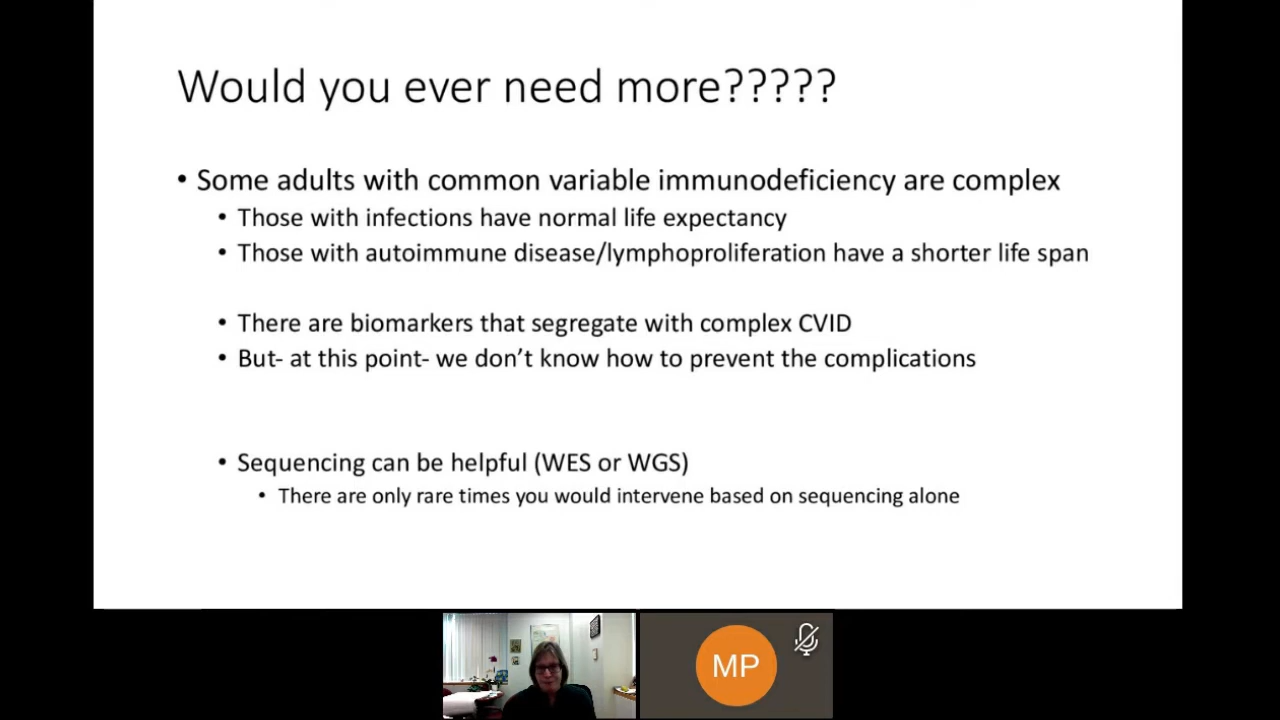 Would you ever need more?????
• Some adults with common variable immunodeficiency are complex
• Those with infections have normal life expectancy
• Those with autoimmune disease/lymphoproliferation have a shorter life span
• There are biomarkers that segregate with complex CVID
• But- at this point- we don’t know how to prevent the complications
• Sequencing can be helpful (WES or WGS)
• There are only rare times you would intervene based on sequencing alone
MP